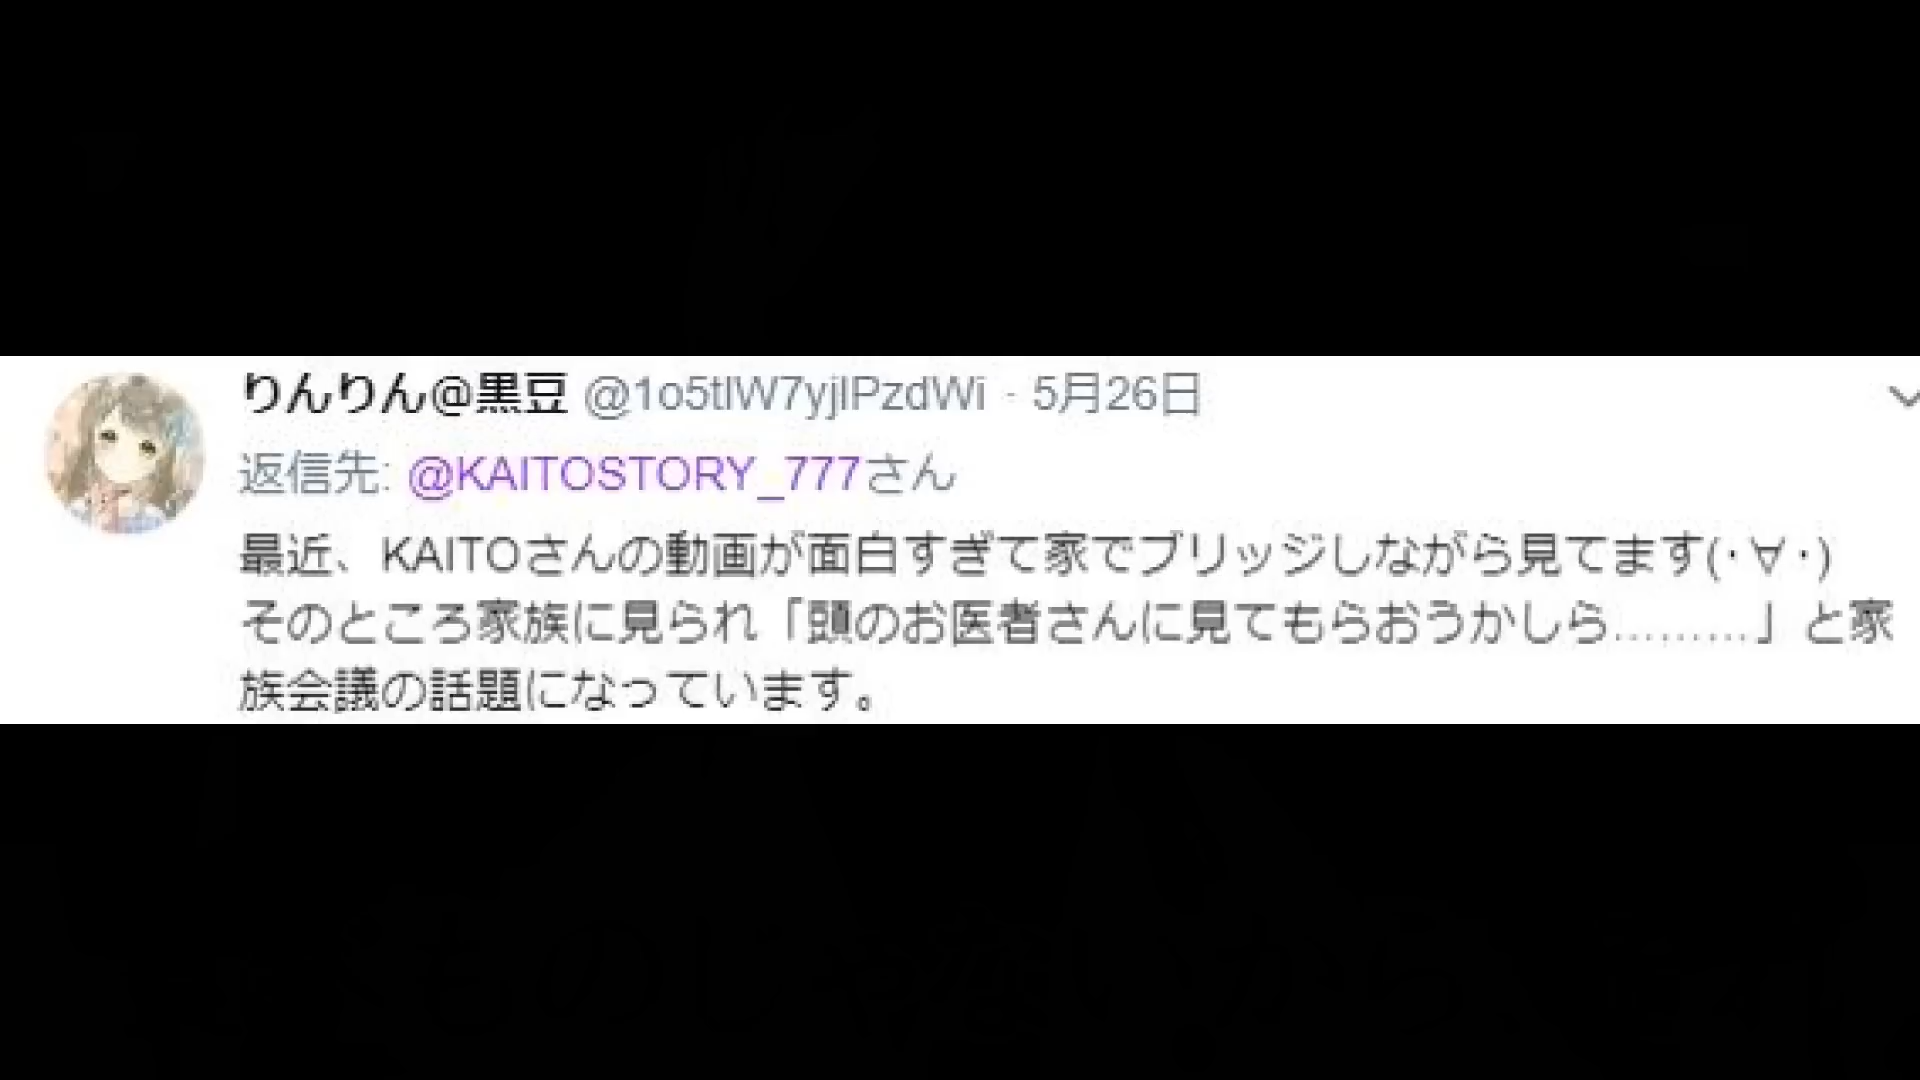 りんりん@黒豆 @1o5tlW7yjlPzdWi · 5月26日
返信先: @KAITOSTORY_777さん
最近、KAITOさんの動画が面白すぎて家でブリッジしながら見てます(･∀･)
そのところ家族に見られ「頭のお医者さんに見てもらおうかしら………」と家
族会議の話題になっています。